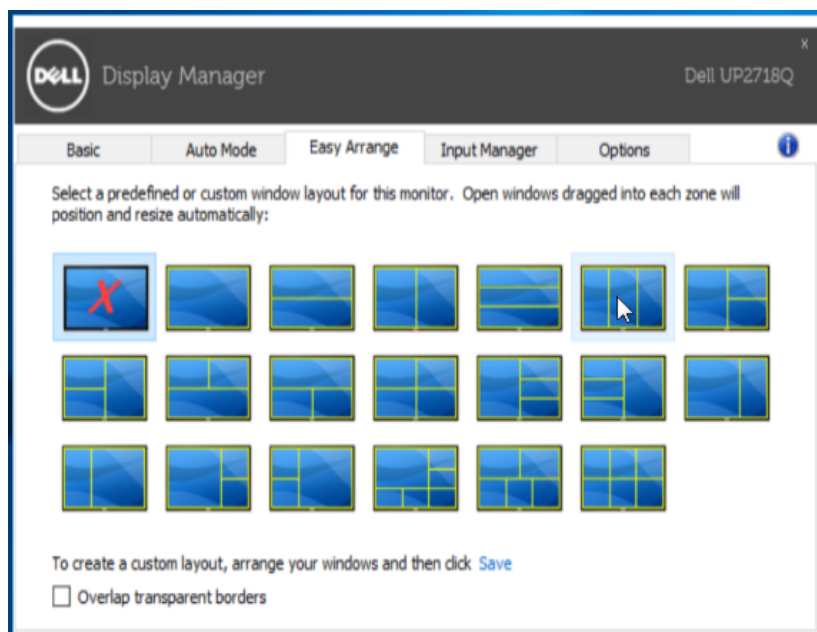 x
DELL Display Manager Dell UP2718Q
Basic Auto Mode Easy Arrange Input Manager Options i
Select a predefined or custom window layout for this monitor. Open windows dragged into each zone will
position and resize automatically:
X
To create a custom layout, arrange your windows and then click Save
Overlap transparent borders